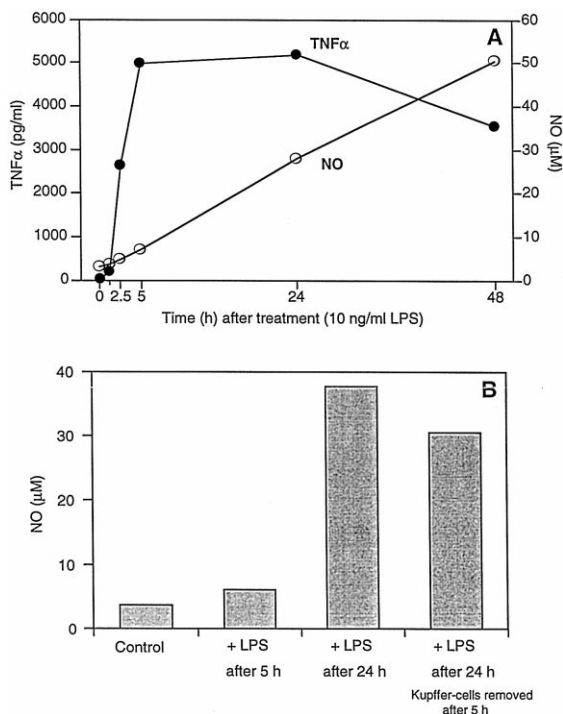 A
TNFα
NO
TNFα (pg/ml)
6000
5000
4000
3000
2000
1000
0
NO (µM)
60
50
40
30
20
10
0
0 2.5 5 24 48
Time (h) after treatment (10 ng/ml LPS)
B
NO (µM)
40
30
20
10
0
Control
+ LPS
after 5 h
+ LPS
after 24 h
+ LPS
after 24 h
Kupffer-cells removed
after 5 h